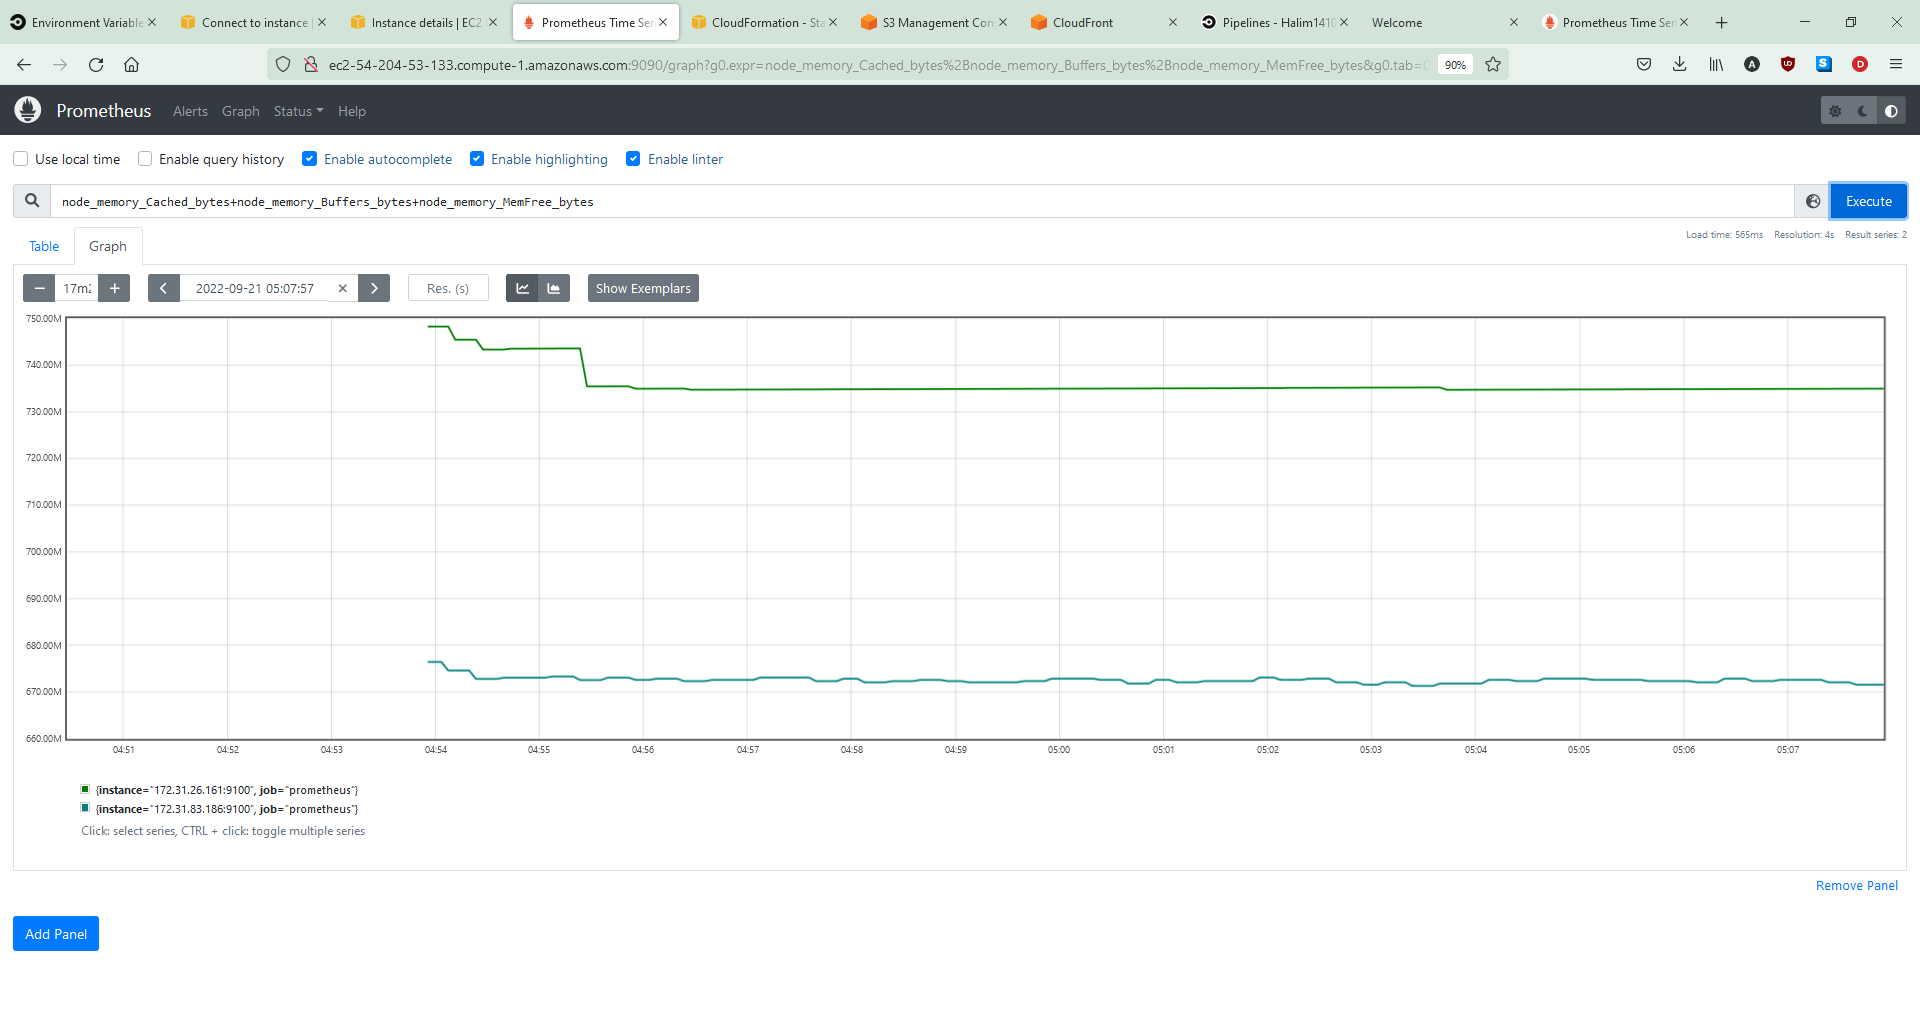 Environment Variable
Connect to instance |
Instance details | EC2
Prometheus Time Seri
CloudFormation - Sta
S3 Management Cons
CloudFront
Pipelines - Halim1410
Welcome
Prometheus Time Seri
ec2-54-204-53-133.compute-1.amazonaws.com:9090/graph?g0.expr=node_memory_Cached_bytes%2Bnode_memory_Buffers_bytes%2Bnode_memory_MemFree_bytes&g0.tab=0
90%
Prometheus Alerts Graph Status Help
Use local time Enable query history Enable autocomplete Enable highlighting Enable linter
node_memory_Cached_bytes+node_memory_Buffers_bytes+node_memory_MemFree_bytes
Execute
Table Graph
Load time: 565ms Resolution: 4s Result series: 2
17m2
2022-09-21 05:07:57
Res. (s)
Show Exemplars
750.00M
740.00M
730.00M
720.00M
710.00M
700.00M
690.00M
680.00M
670.00M
660.00M
04:51 04:52 04:53 04:54 04:55 04:56 04:57 04:58 04:59 05:00 05:01 05:02 05:03 05:04 05:05 05:06 05:07
{instance="172.31.26.161:9100", job="prometheus"}
{instance="172.31.83.186:9100", job="prometheus"}
Click: select series, CTRL + click: toggle multiple series
Remove Panel
Add Panel